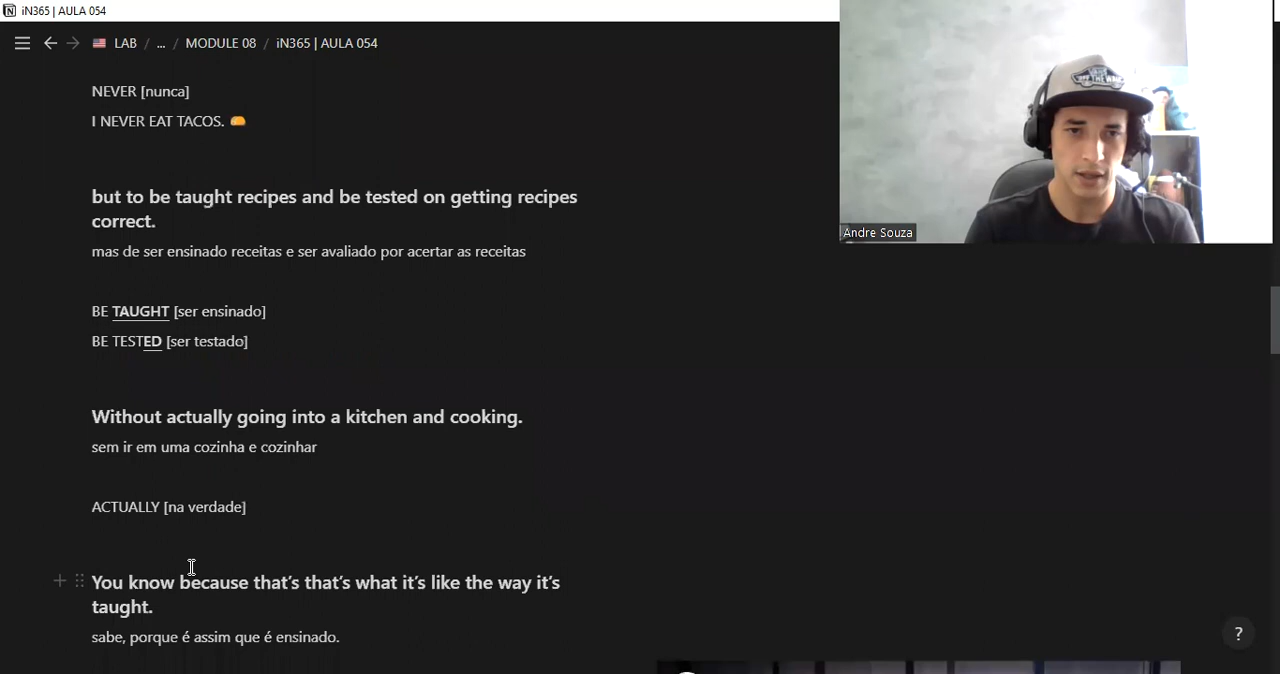 iN365 | AULA 054
LAB / ... / MODULE 08 / iN365 | AULA 054
NEVER [nunca]
I NEVER EAT TACOS. 🌮
but to be taught recipes and be tested on getting recipes
correct.
mas de ser ensinado receitas e ser avaliado por acertar as receitas
BE TAUGHT [ser ensinado]
BE TESTED [ser testado]
Without actually going into a kitchen and cooking.
sem ir em uma cozinha e cozinhar
ACTUALLY [na verdade]
You know because that's that's what it's like the way it's
taught.
sabe, porque é assim que é ensinado.
Andre Souza
"OFF THE WALL"
?